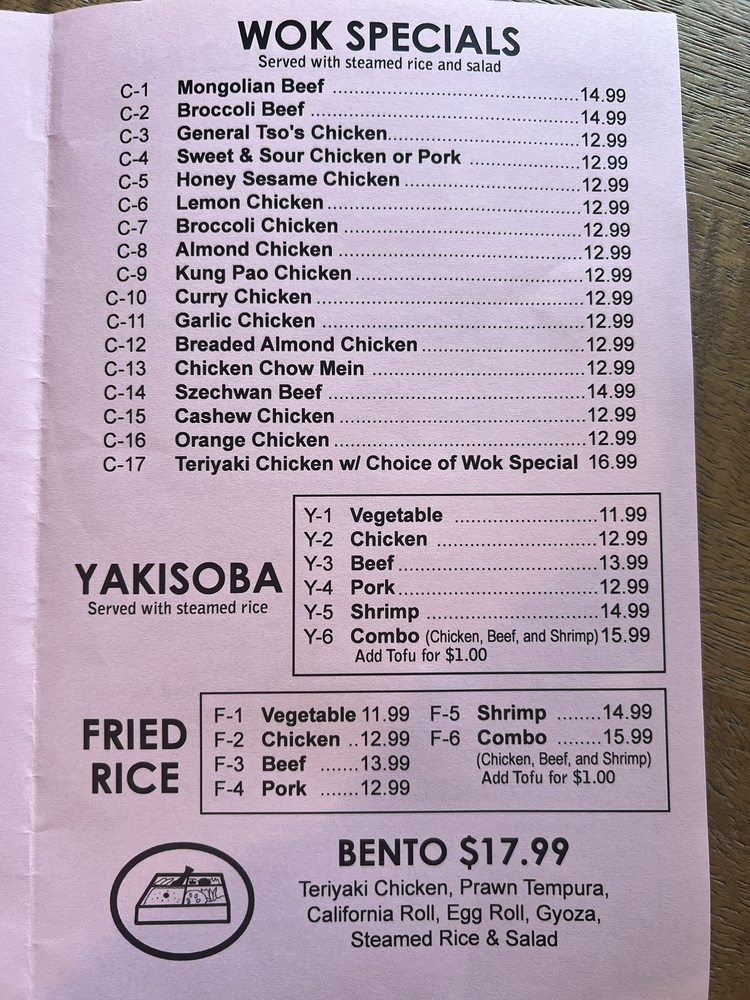 WOK SPECIALS
Served with steamed rice and salad
C-1 Mongolian Beef ........ 14.99
C-2 Broccoli Beef ........ 14.99
C-3 General Tso's Chicken ........ 12.99
C-4 Sweet & Sour Chicken or Pork ........ 12.99
C-5 Honey Sesame Chicken ........ 12.99
C-6 Lemon Chicken ........ 12.99
C-7 Broccoli Chicken ........ 12.99
C-8 Almond Chicken ........ 12.99
C-9 Kung Pao Chicken ........ 12.99
C-10 Curry Chicken ........ 12.99
C-11 Garlic Chicken ........ 12.99
C-12 Breaded Almond Chicken ........ 12.99
C-13 Chicken Chow Mein ........ 12.99
C-14 Szechwan Beef ........ 14.99
C-15 Cashew Chicken ........ 12.99
C-16 Orange Chicken ........ 12.99
C-17 Teriyaki Chicken w/ Choice of Wok Special 16.99
YAKISOBA
Served with steamed rice
Y-1 Vegetable ........ 11.99
Y-2 Chicken ........ 12.99
Y-3 Beef ........ 13.99
Y-4 Pork ........ 12.99
Y-5 Shrimp ........ 14.99
Y-6 Combo (Chicken, Beef, and Shrimp) 15.99
Add Tofu for $1.00
FRIED
RICE
F-1 Vegetable 11.99
F-2 Chicken ..12.99
F-3 Beef .......13.99
F-4 Pork .......12.99
F-5 Shrimp ........14.99
F-6 Combo ........15.99
(Chicken, Beef, and Shrimp)
Add Tofu for $1.00
BENTO $17.99
Teriyaki Chicken, Prawn Tempura,
California Roll, Egg Roll, Gyoza,
Steamed Rice & Salad